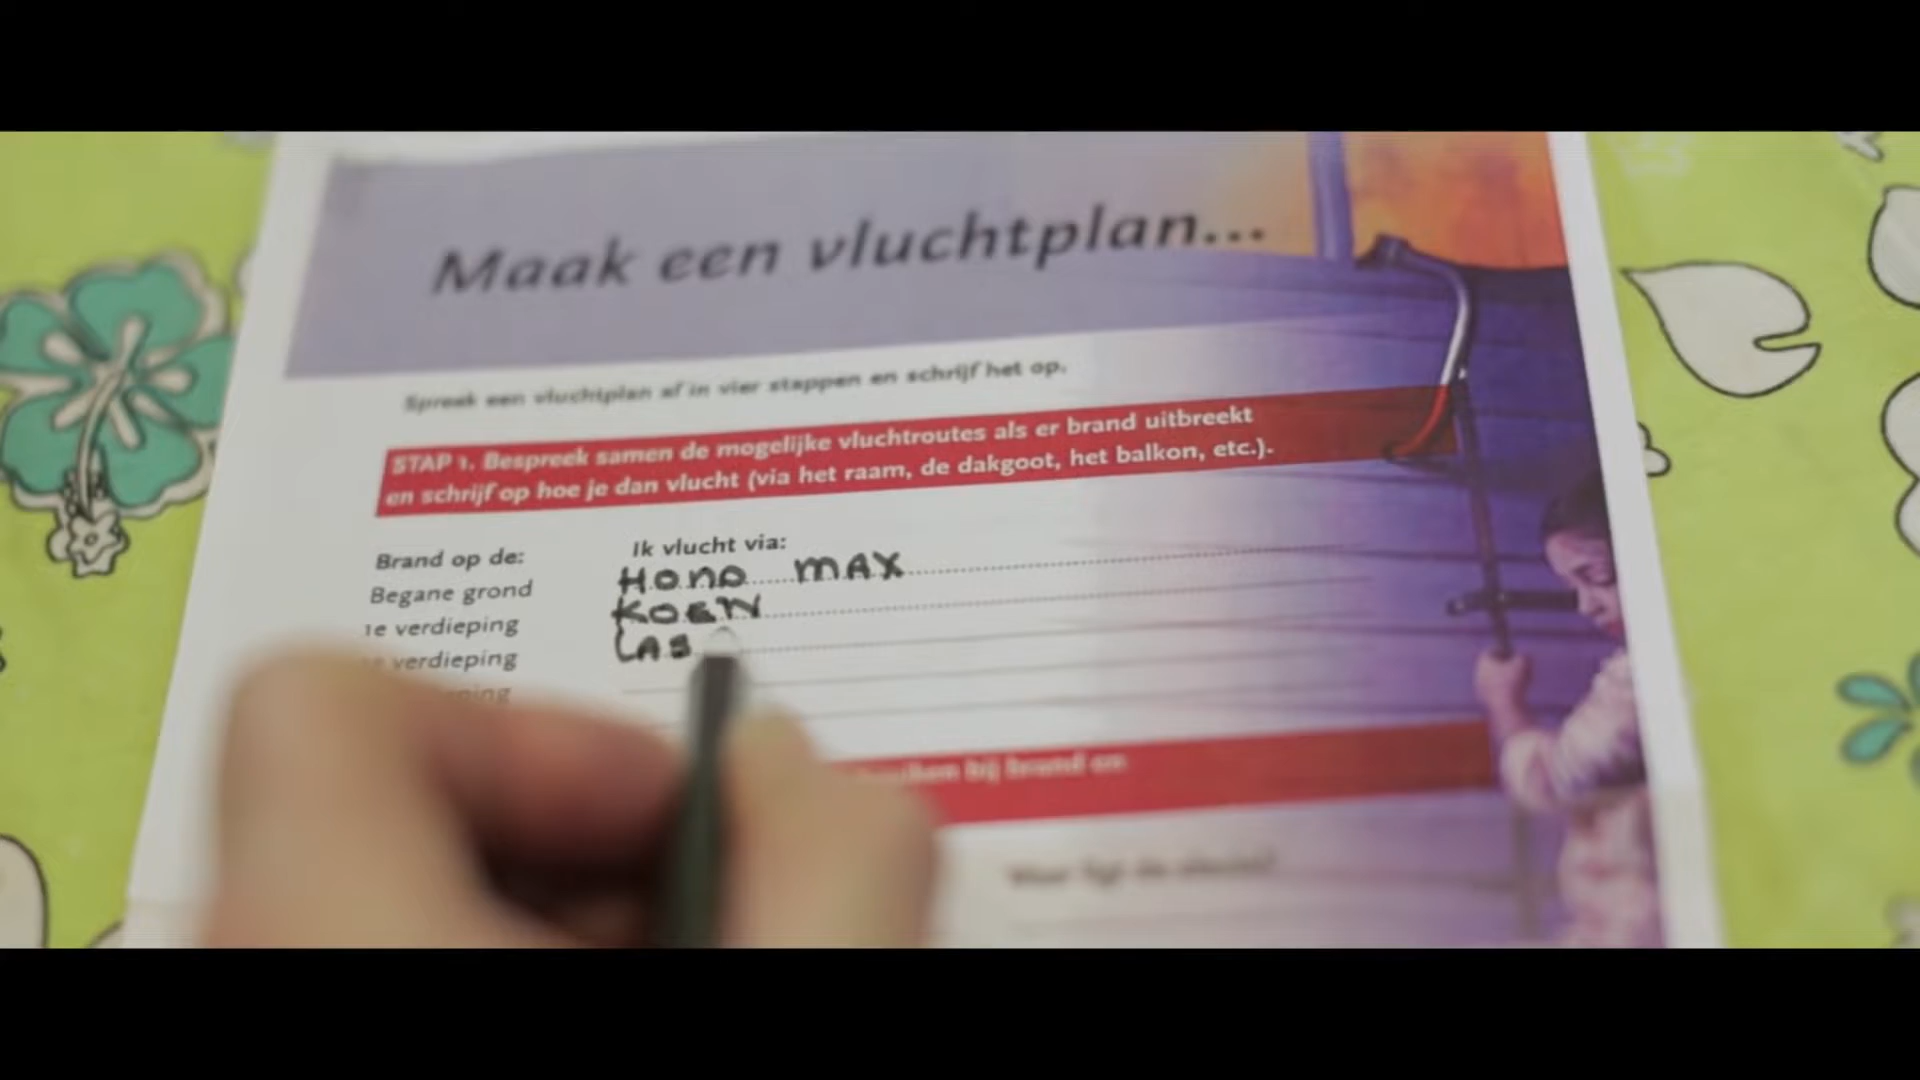 Maak een vluchtplan...
Spreek een vluchtplan af in vier stappen en schrijf het op.
STAP 1. Bespreek samen de mogelijke vluchtroutes als er brand uitbreekt
en schrijf op hoe je dan vlucht (via het raam, de dakgoot, het balkon, etc.).
Brand op de: Ik vlucht via:
Begane grond HOND MAX
1e verdieping KOEN
verdieping LAS
bij brand